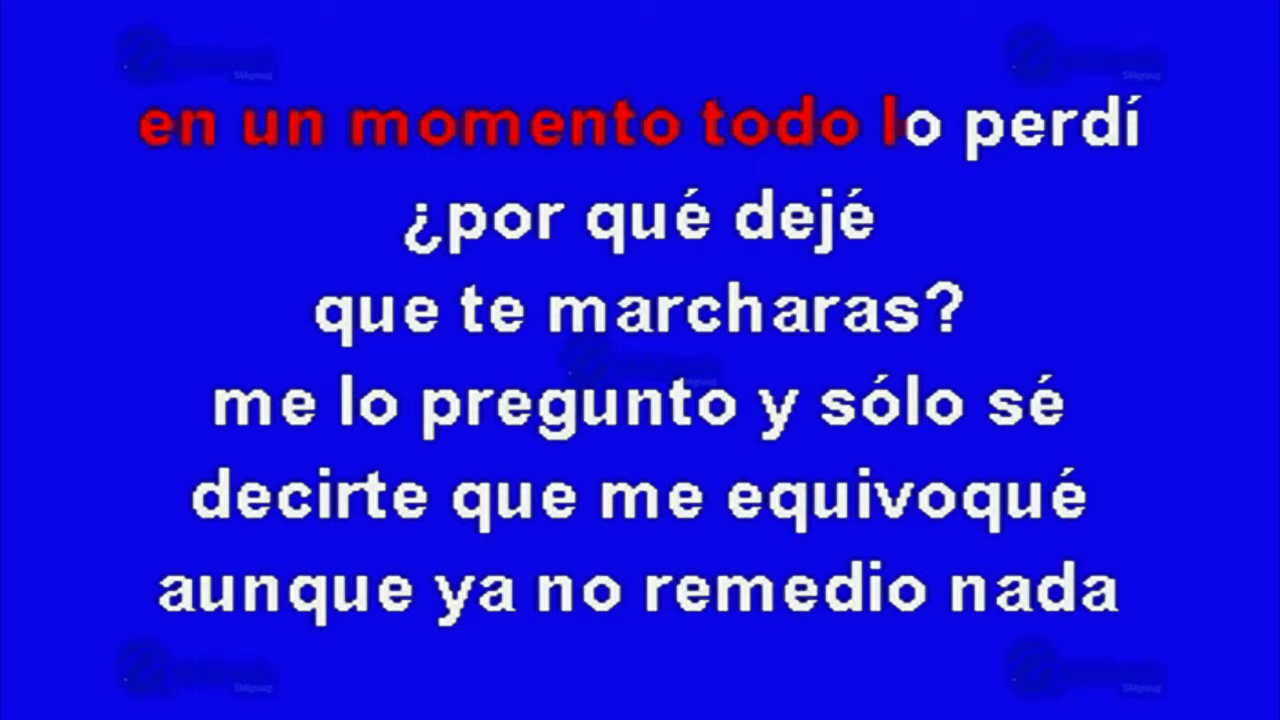 en un momento todo lo perdí
¿por qué dejé
que te marcharas?
me lo pregunto y sólo sé
decirte que me equivoqué
aunque ya no remedio nada